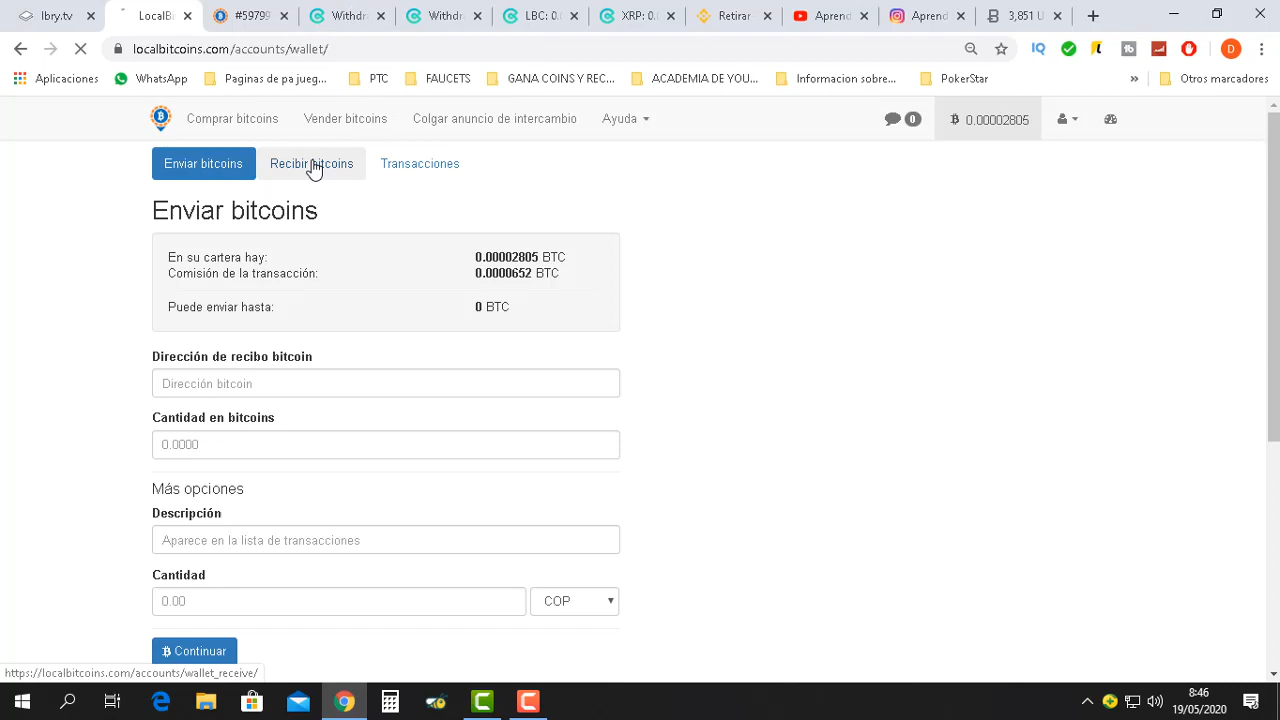 lbry.tv
LocalBi
#59799
Withdr
Withdr
LBC: 0.
XRP: 0.
Retiro
Aprend
Aprend
3,851 U
localbitcoins.com/accounts/wallet/
Aplicaciones
WhatsApp
Paginas de pa jueg...
PTC
FAUCETS
GANA COINS Y REC...
ACADEMIA DE YOU...
Informacion sobre...
PokerStar
»
Otros marcadores
Comprar bitcoins
Vender bitcoins
Colgar anuncio de intercambio
Ayuda
0
0.00002805
Enviar bitcoins
Recibir bitcoins
Transacciones
Enviar bitcoins
En su cartera hay: 0.00002805 BTC
Comisión de la transacción: 0.0000652 BTC
Puede enviar hasta: 0 BTC
Dirección de recibo bitcoin
Dirección bitcoin
Cantidad en bitcoins
0.0000
Más opciones
Descripción
Aparece en la lista de transacciones
Cantidad
0.00
COP
Continuar
https://localbitcoins.com/accounts/wallet_receive/
8:46
19/05/2020